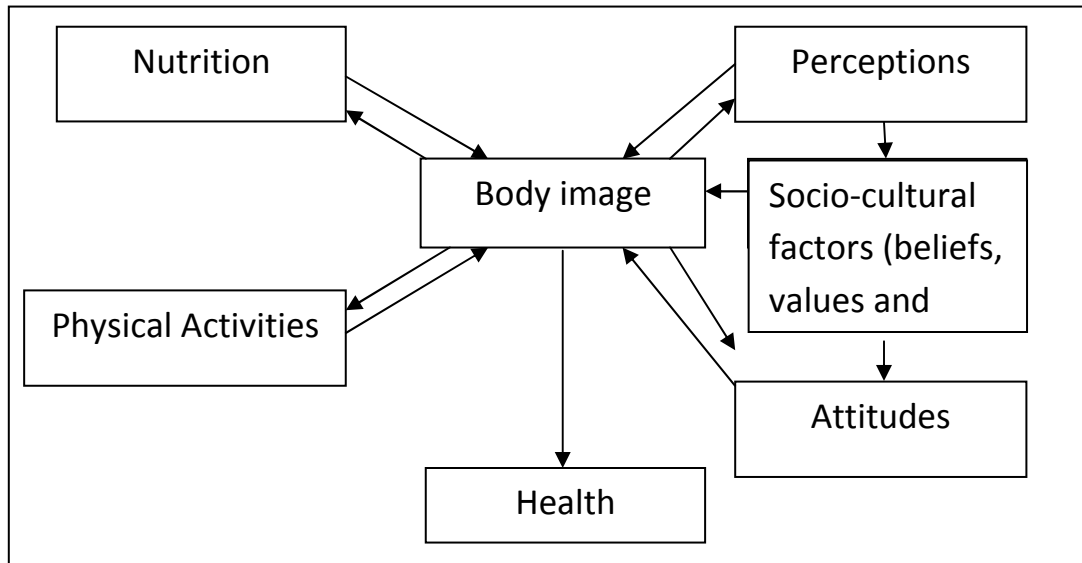 Nutrition
Perceptions
Body image
Socio-cultural
factors (beliefs,
values and
Physical Activities
Attitudes
Health